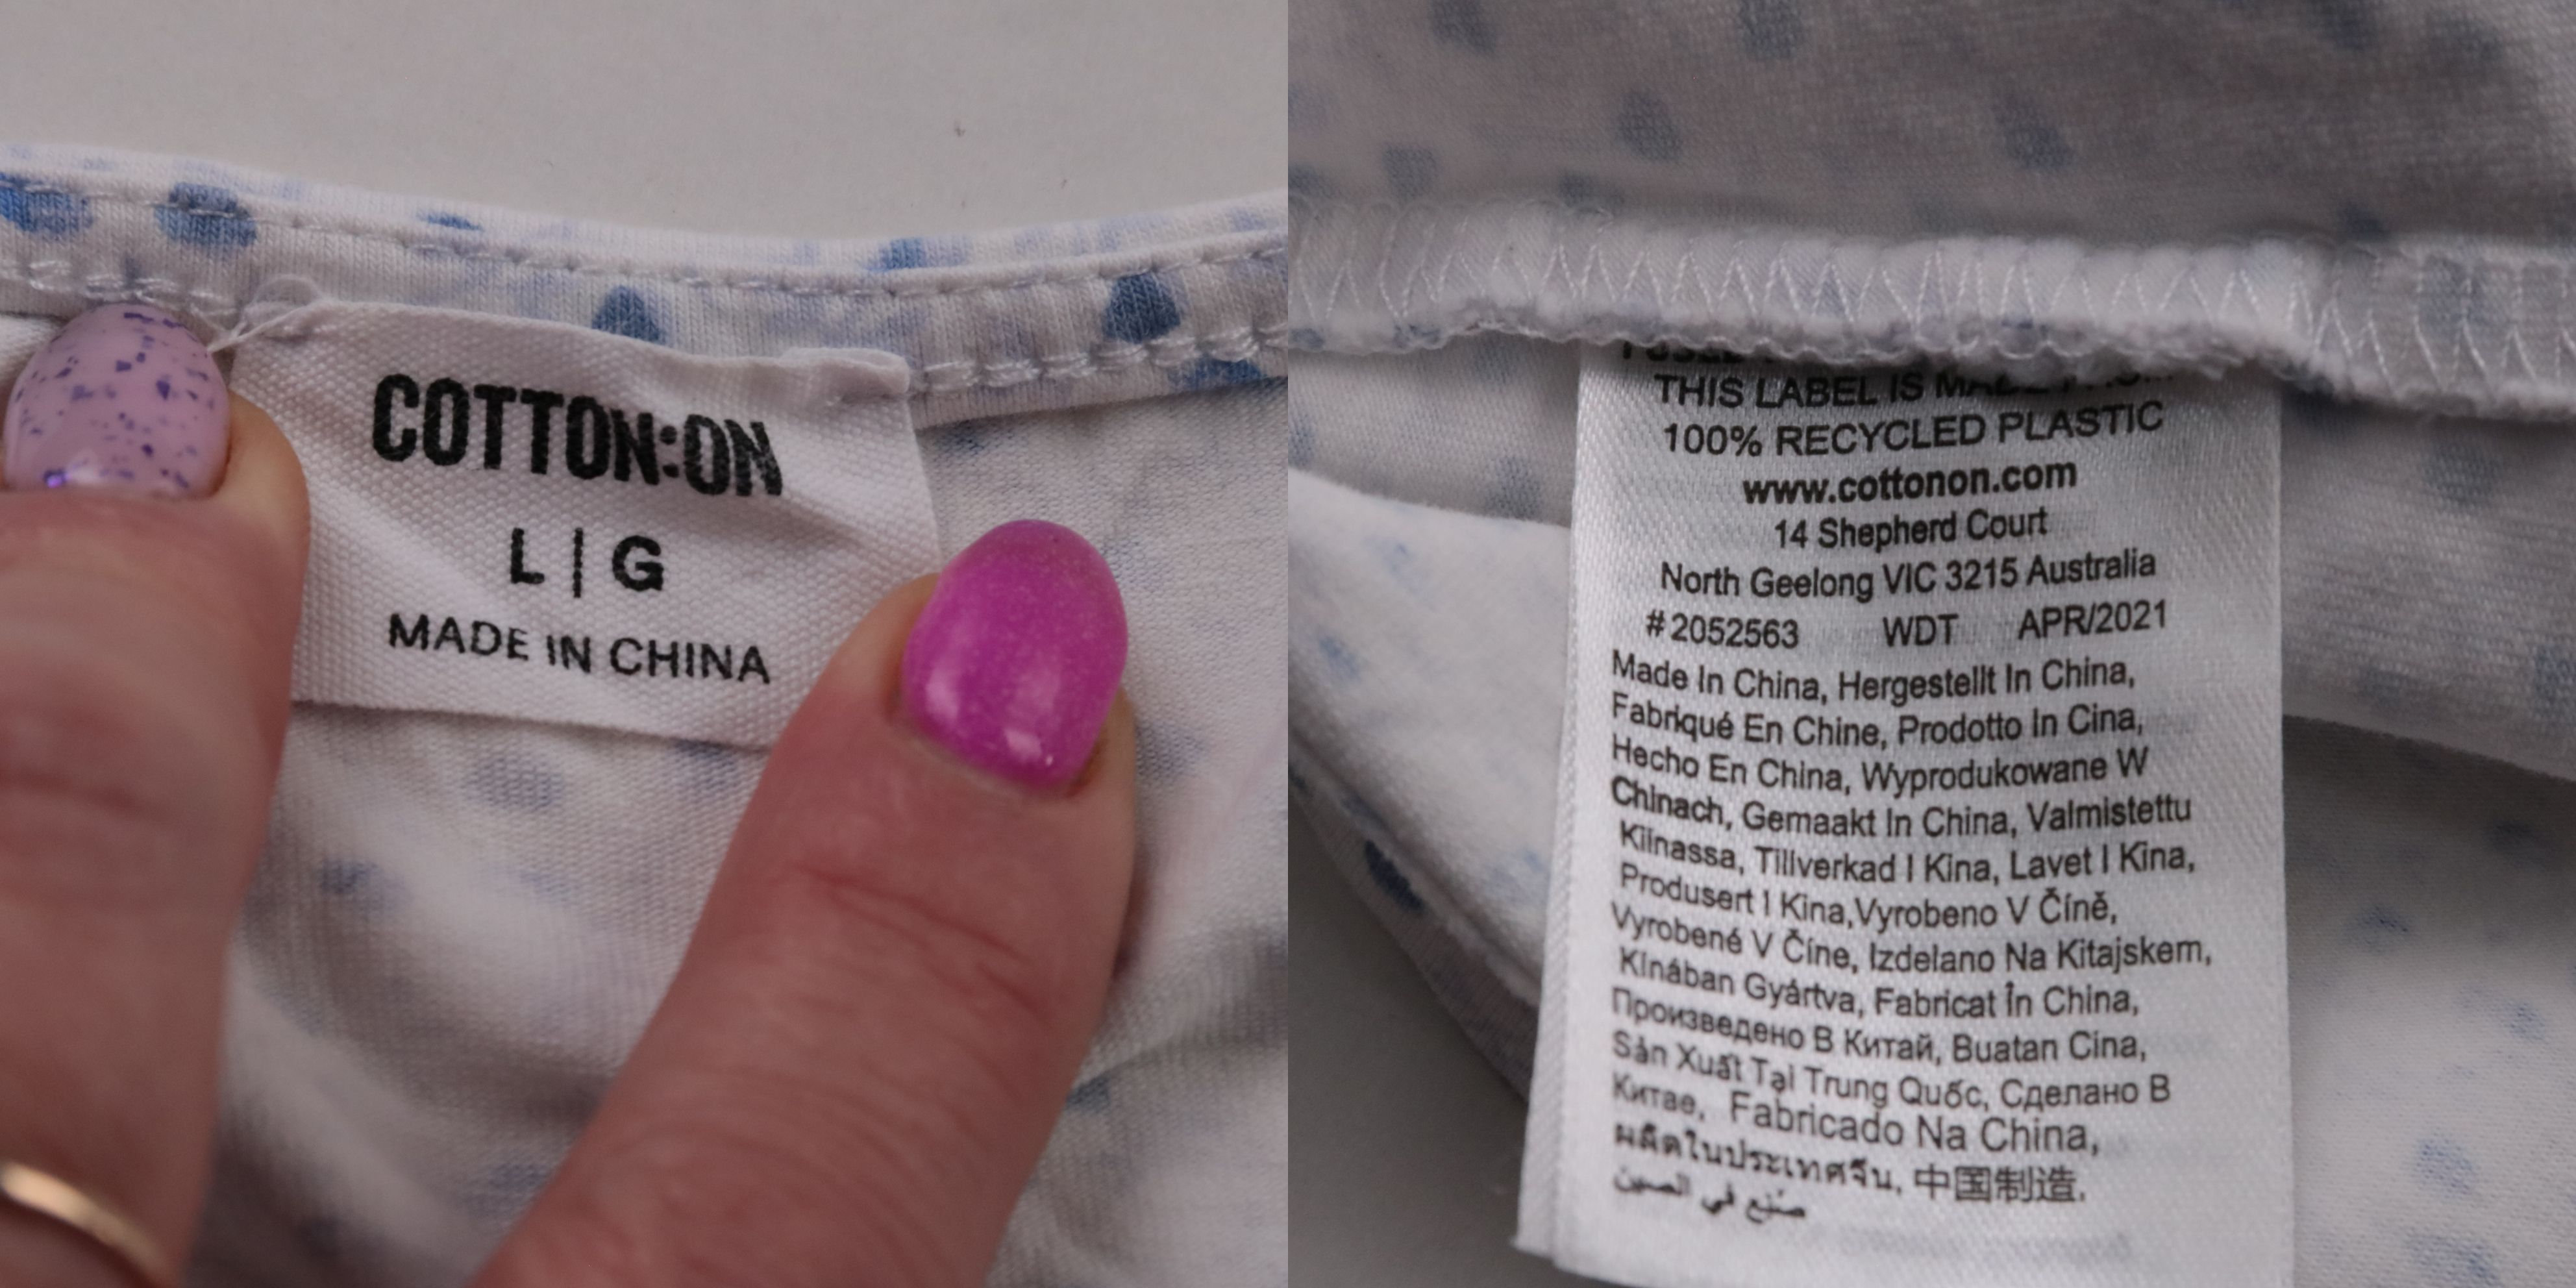 COTTON:ON
L|G
MADE IN CHINA
THIS LABEL IS MADE FROM
100% RECYCLED PLASTIC
www.cottonon.com
14 Shepherd Court
North Geelong VIC 3215 Australia
#2052563 WDT APR/2021
Made In China, Hergestellt In China,
Fabriqué En Chine, Prodotto In Cina,
Hecho En China, Wyprodukowane W
Chinach, Gemaakt In China, Valmistettu
Kiinassa, Tillverkad I Kina, Lavet I Kina,
Produsert I Kina,Vyrobeno V Číně,
Vyrobené V Číne, Izdelano Na Kitajskem,
Kínában Gyártva, Fabricat În China,
Произведено В Китай, Buatan Cina,
Sản Xuất Tại Trung Quốc, Сделано В
Китае, Fabricado Na China,
ผลิตในประเทศจีน, 中国制造,
صُنِع في الصين